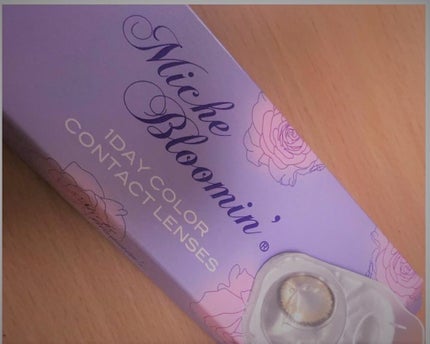 Miche
Bloomin'®
1DAY COLOR
CONTACT LENSES